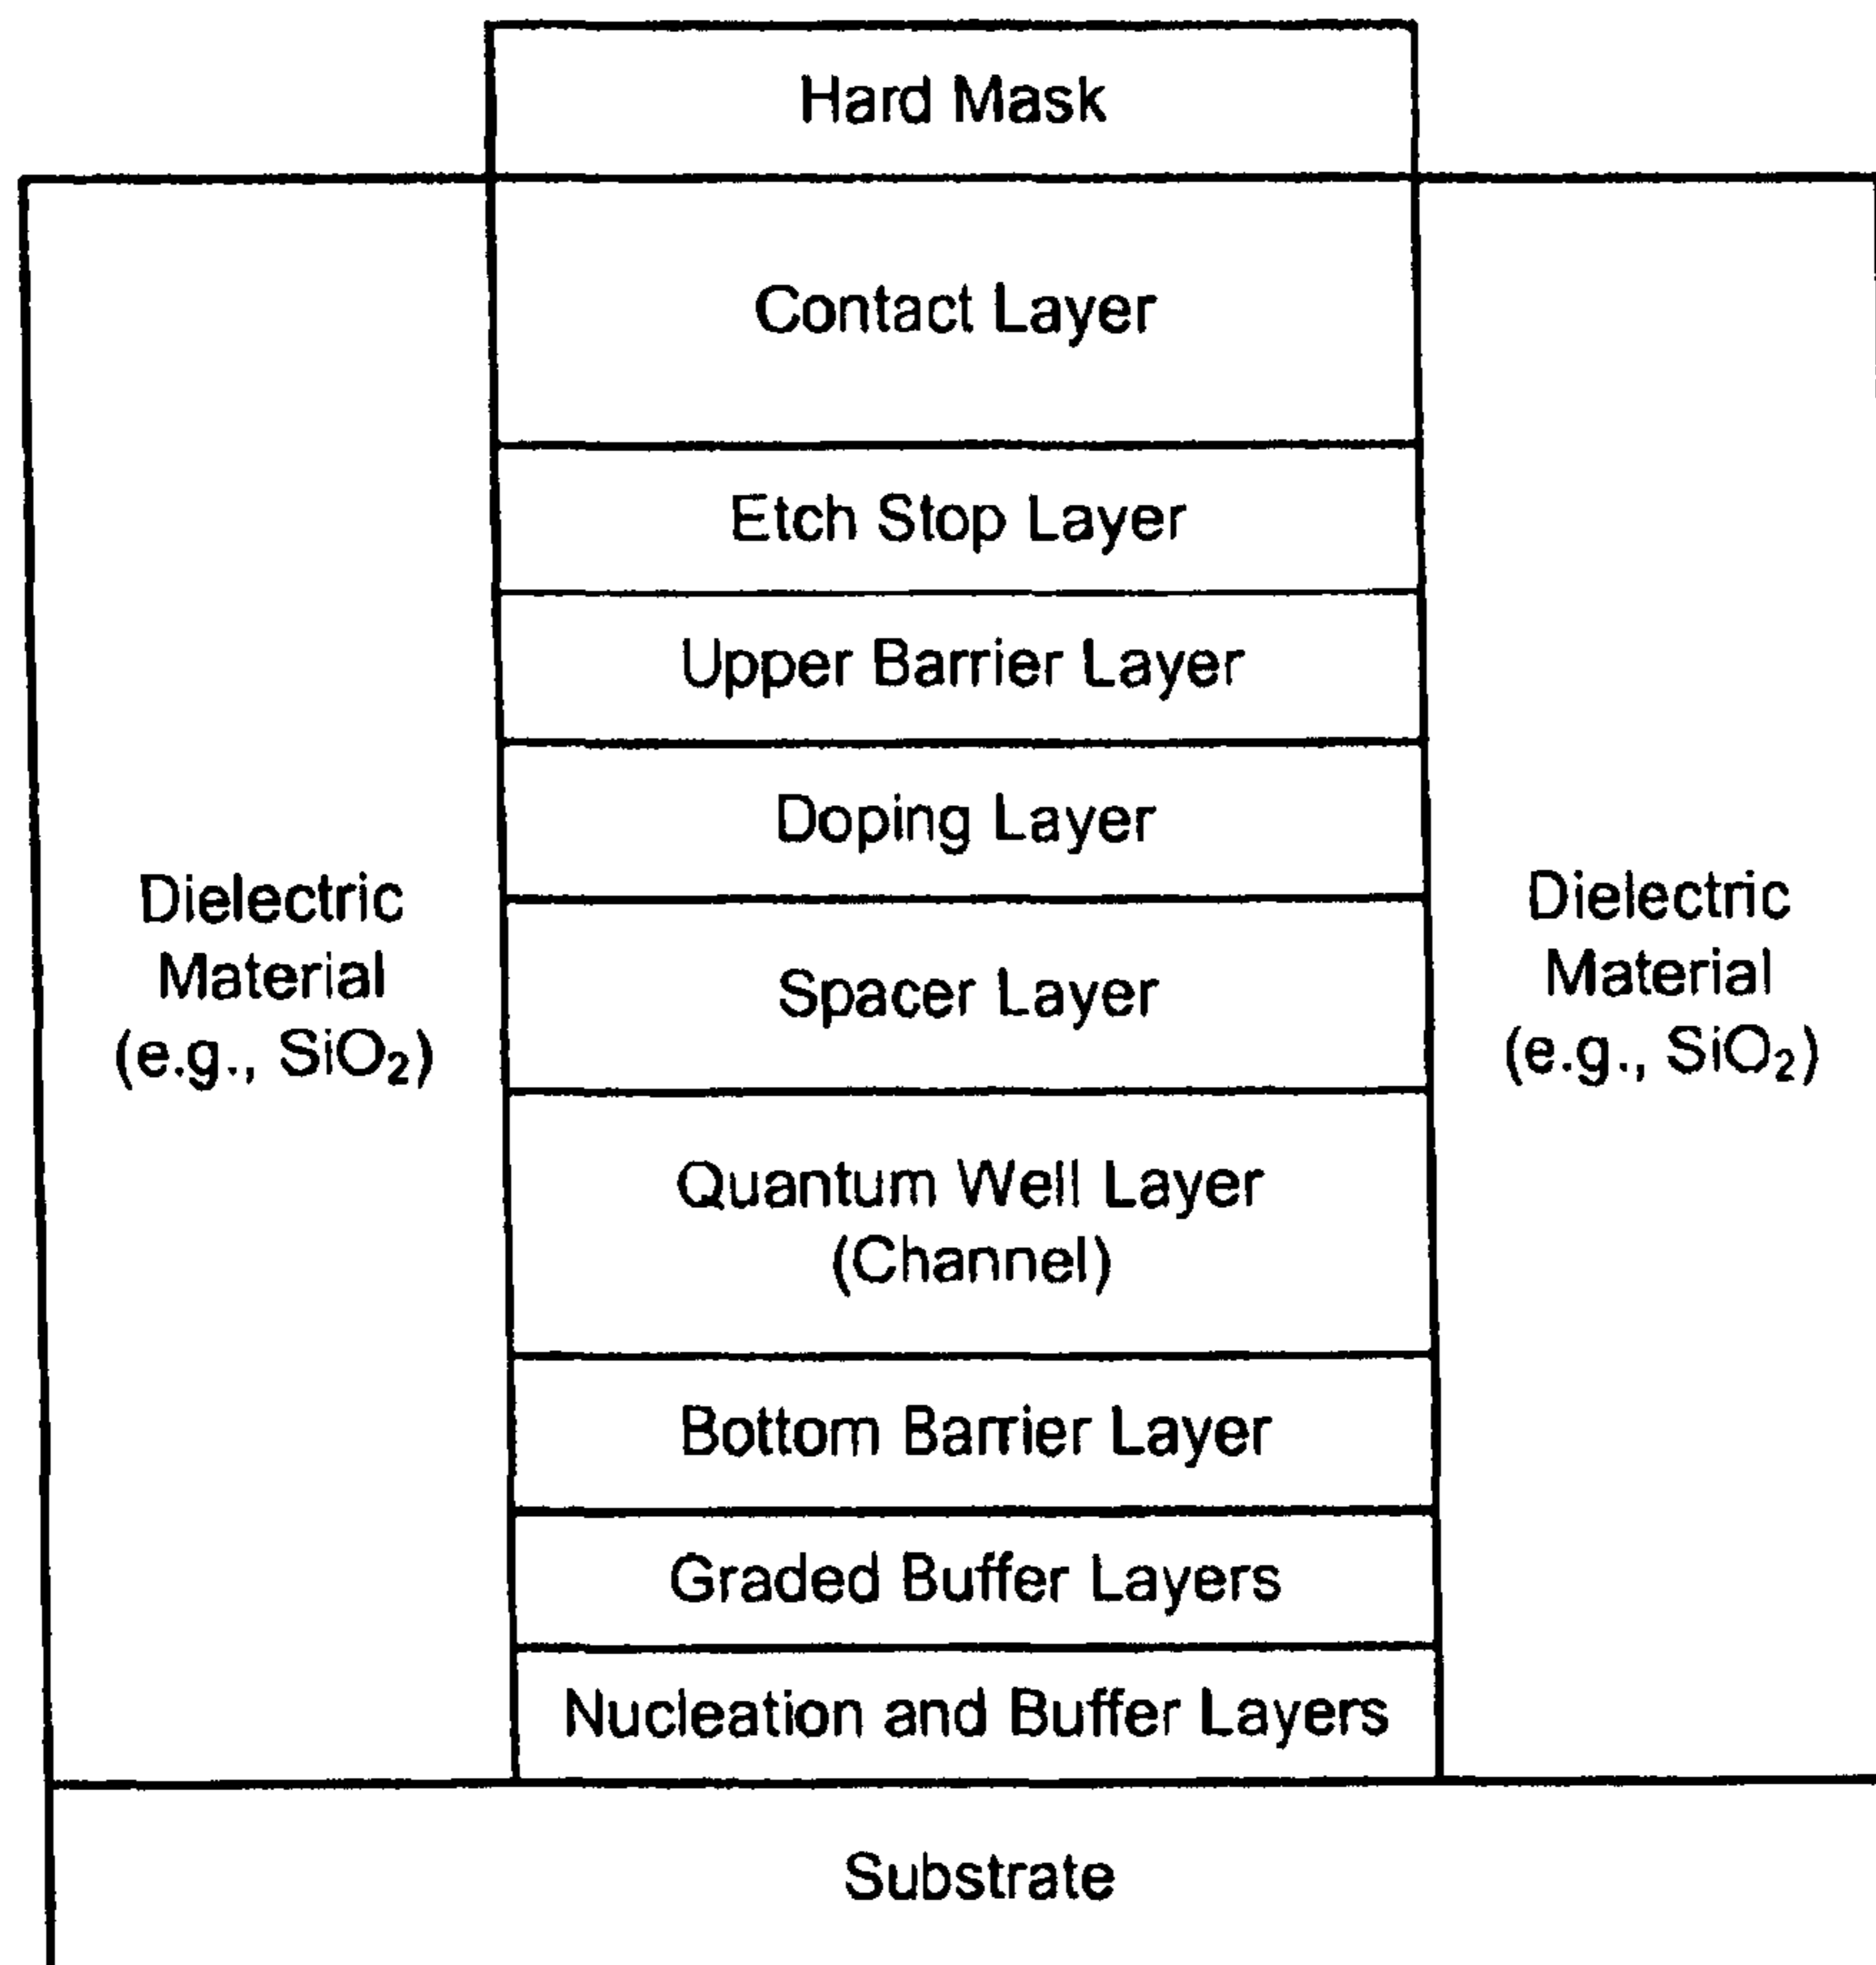 Hard Mask
Contact Layer
Etch Stop Layer
Upper Barrier Layer
Doping Layer
Dielectric
Material
(e.g., SiO₂)
Dielectric
Material
(e.g., SiO₂)
Spacer Layer
Quantum Well Layer
(Channel)
Bottom Barrier Layer
Graded Buffer Layers
Nucleation and Buffer Layers
Substrate